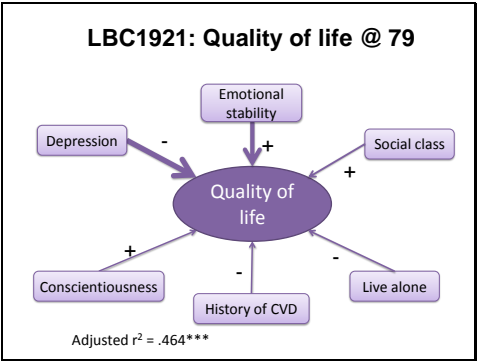 LBC1921: Quality of life @ 79
Emotional
stability
Depression
-
+
Social class
+
Quality of
life
+
Conscientiousness
-
History of CVD
-
Live alone
Adjusted r² = .464***